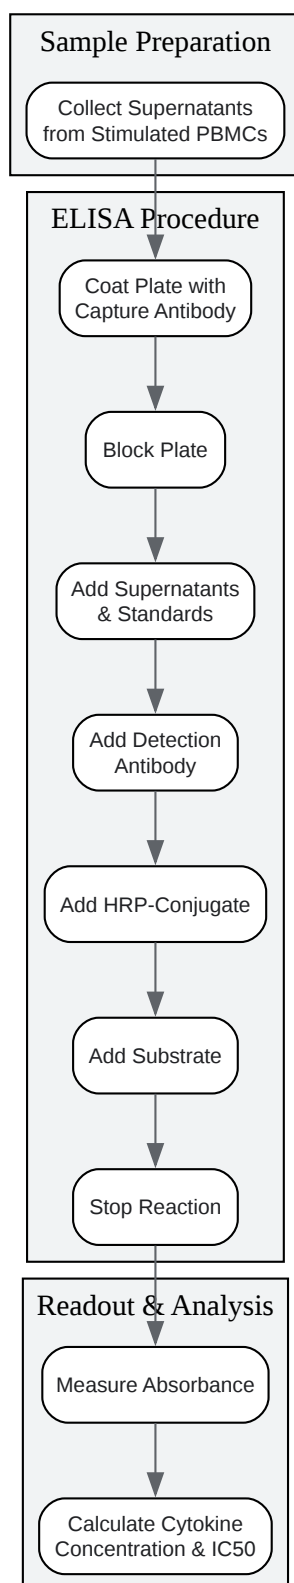 Sample Preparation
Collect Supernatants
from Stimulated PBMCs
ELISA Procedure
Coat Plate with
Capture Antibody
Block Plate
Add Supernatants
& Standards
Add Detection
Antibody
Add HRP-Conjugate
Add Substrate
Stop Reaction
Readout & Analysis
Measure Absorbance
Calculate Cytokine
Concentration & IC50